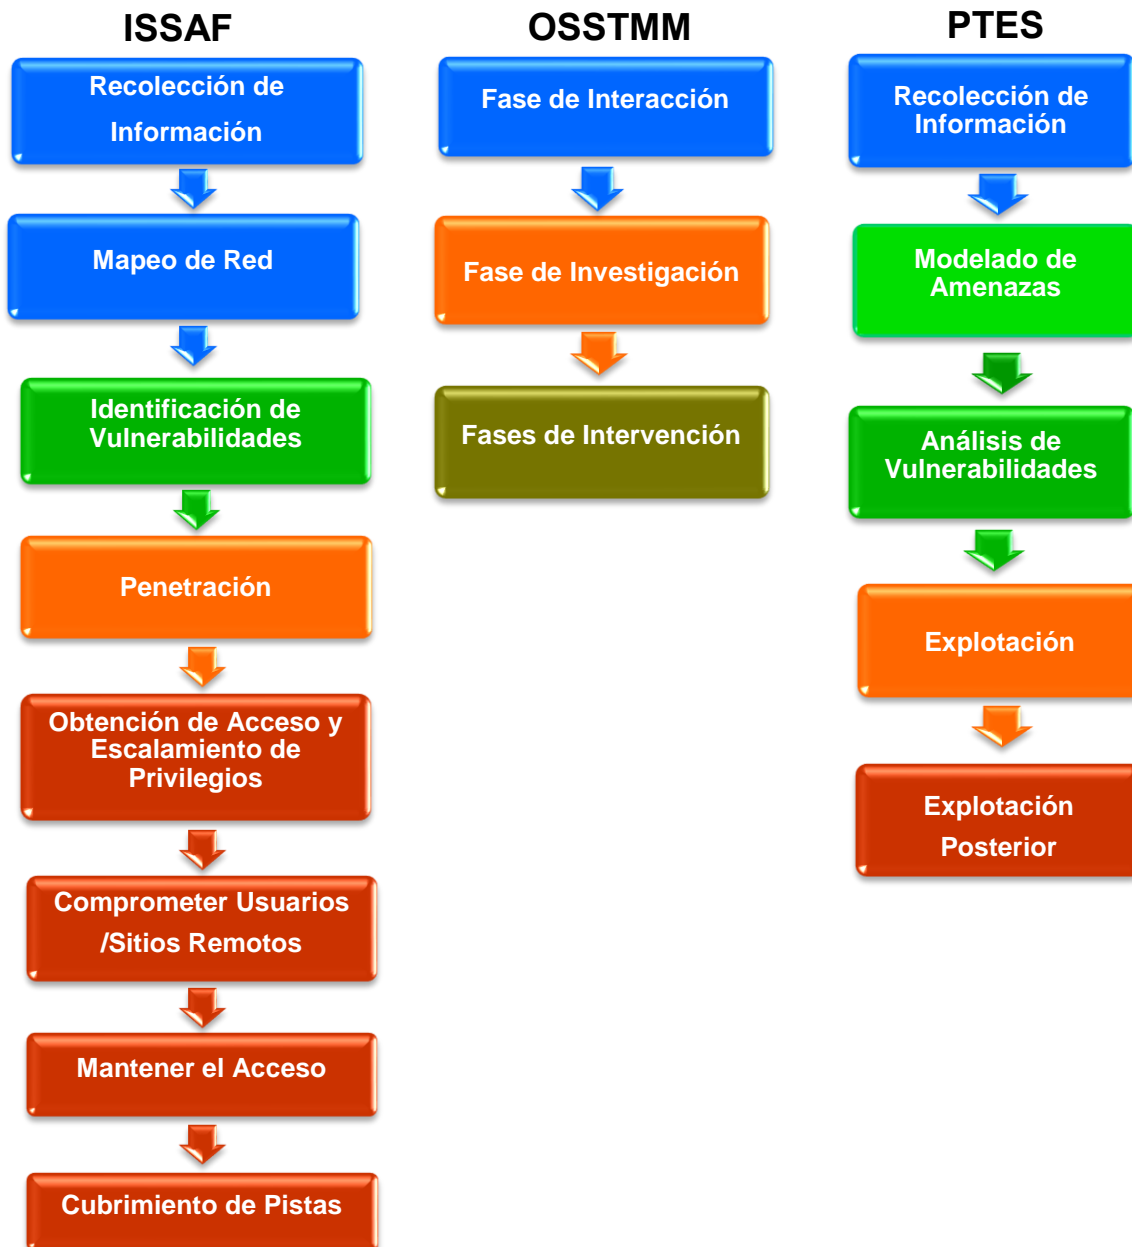 ISSAF
Recolección de
Información
Mapeo de Red
Identificación de
Vulnerabilidades
Penetración
Obtención de Acceso y
Escalamiento de
Privilegios
Comprometer Usuarios
/Sitios Remotos
Mantener el Acceso
Cubrimiento de Pistas
OSSTMM
Fase de Interacción
Fase de Investigación
Fases de Intervención
PTES
Recolección de
Información
Modelado de
Amenazas
Análisis de
Vulnerabilidades
Explotación
Explotación
Posterior